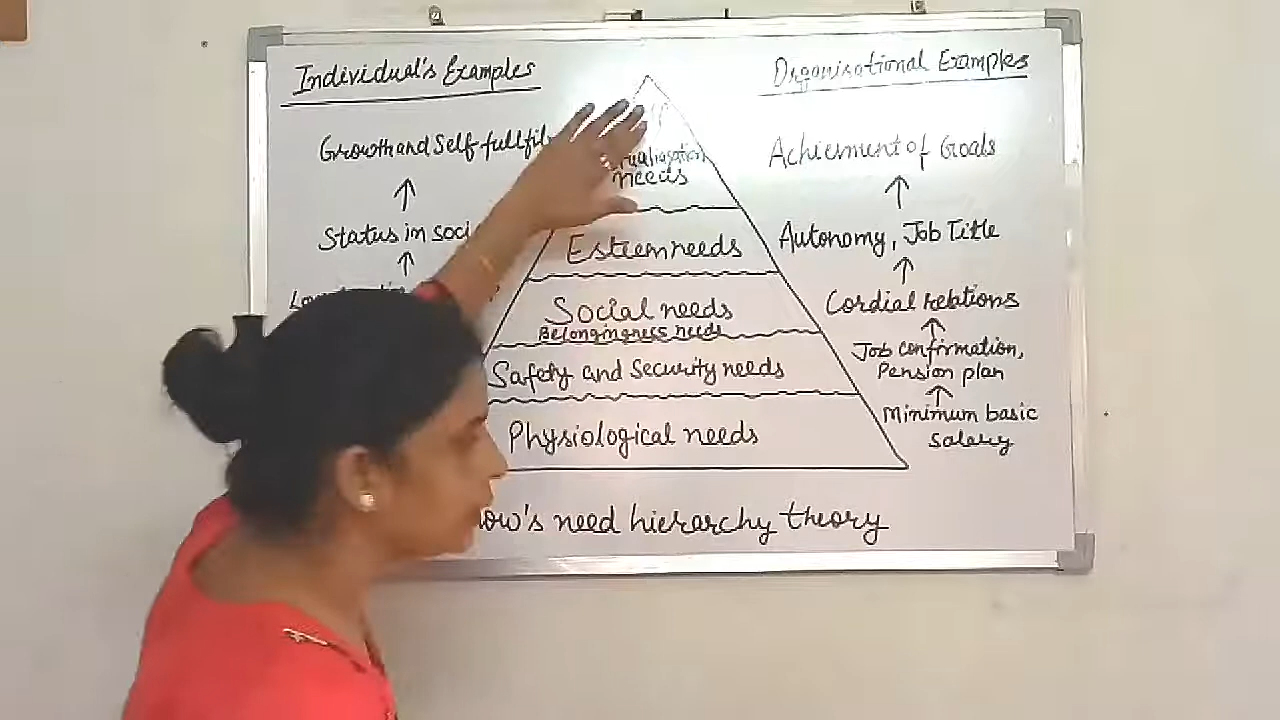 Individual's Examples
Organisational Examples
Growth and Self-fullfil
needs
Achievment of Goals
Status in soci
Esteem needs
Autonomy, Job Title
Social needs
Belongingness needs
Cordial relations
Safety and Security needs
Job confirmation,
Pension plan
Physiological needs
Minimum basic
salary
ow's need hierarchy theory